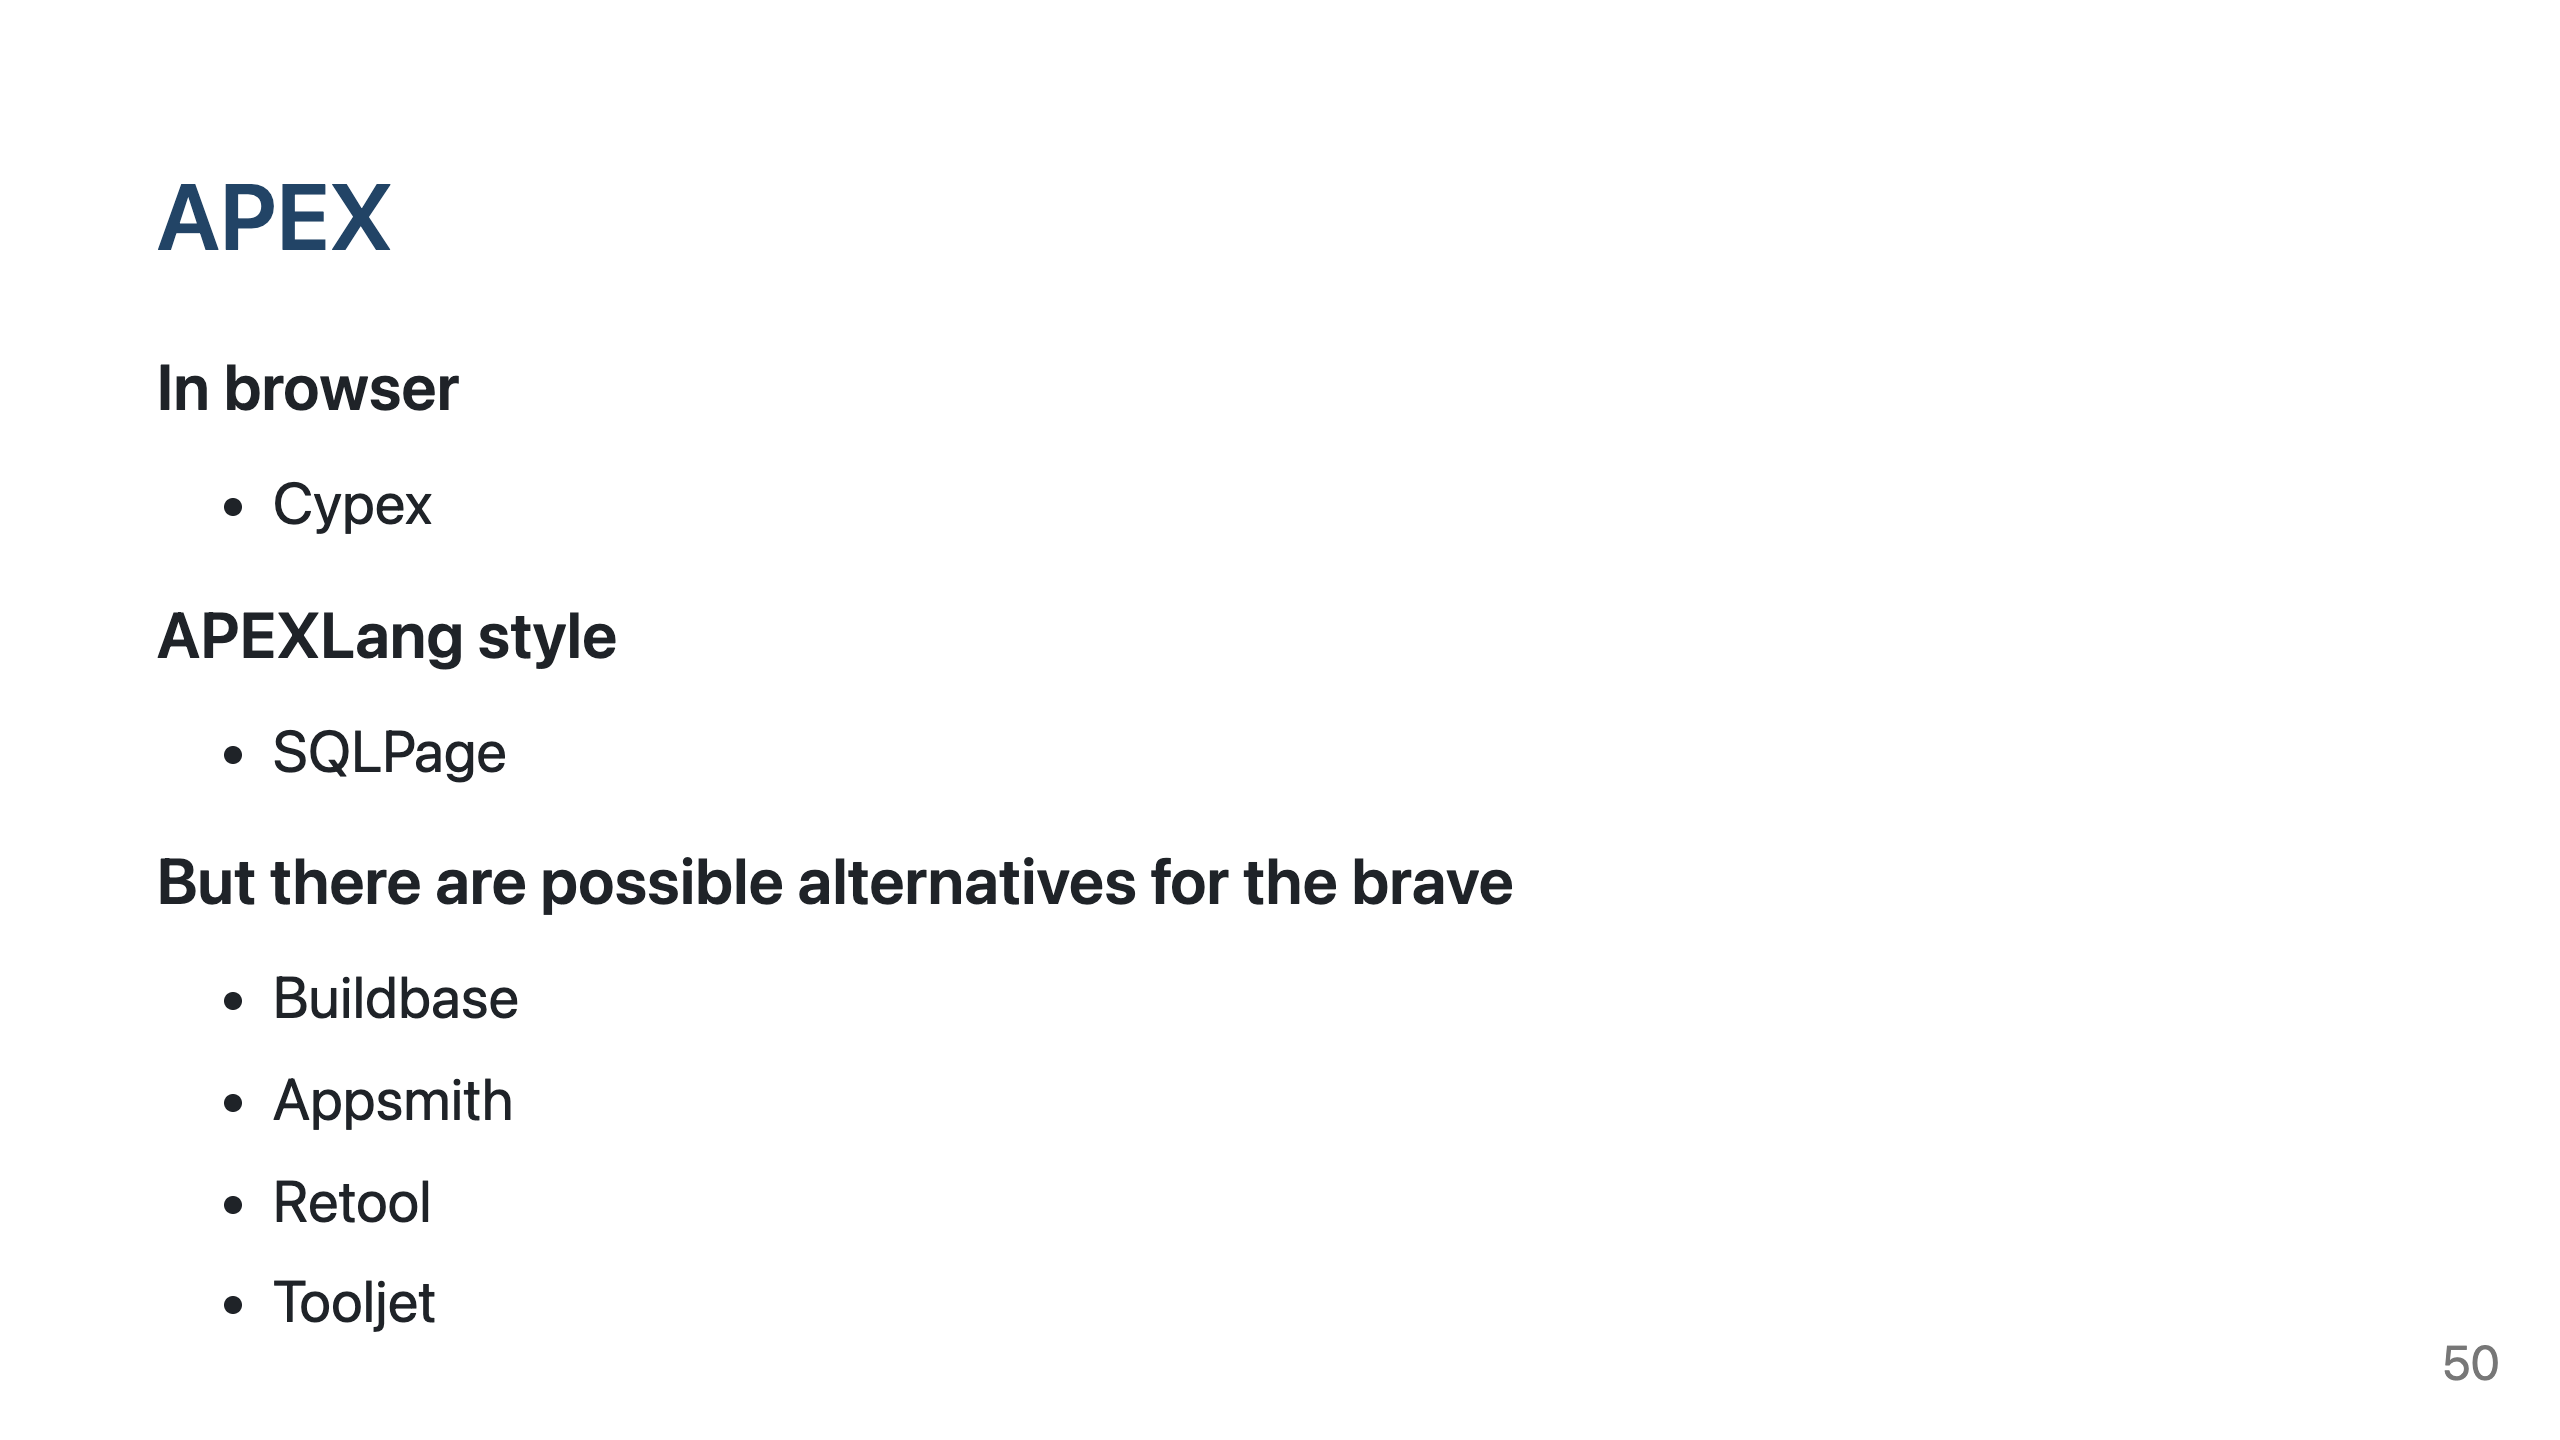 APEX
In browser
Cypex
APEXLang style
SQLPage
But there are possible alternatives for the brave
Buildbase
Appsmith
Retool
Tooljet
50